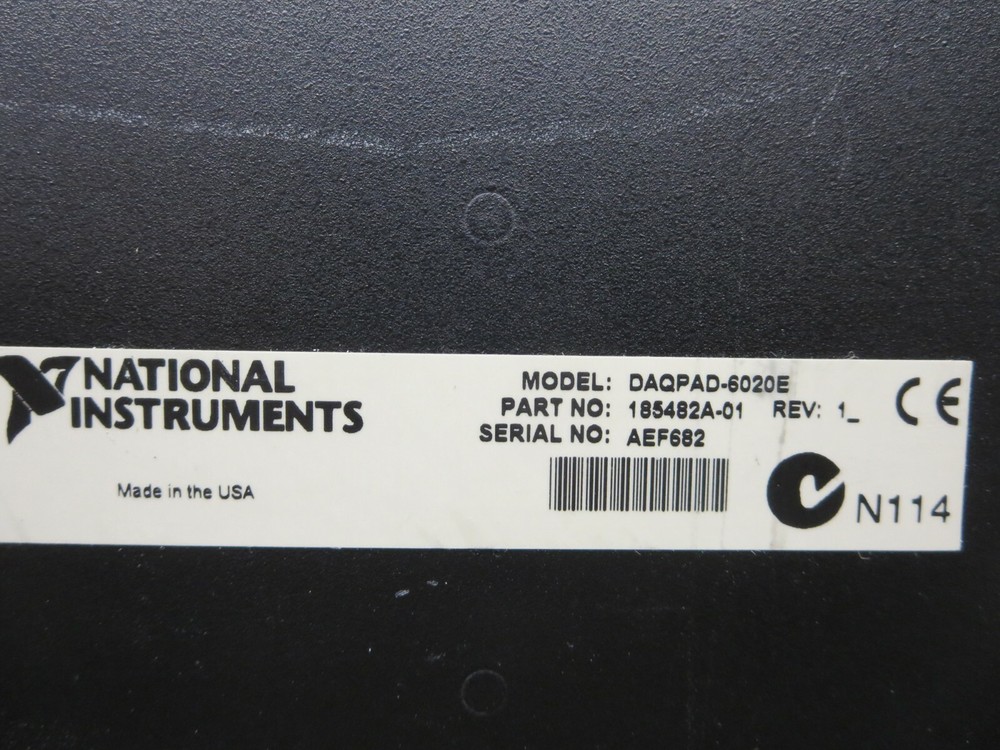 NATIONAL
INSTRUMENTS
Made in the USA
MODEL: DAQPAD-6020E
PART NO: 185482A-01 REV: 1_
SERIAL NO: AEF682
CE
N114